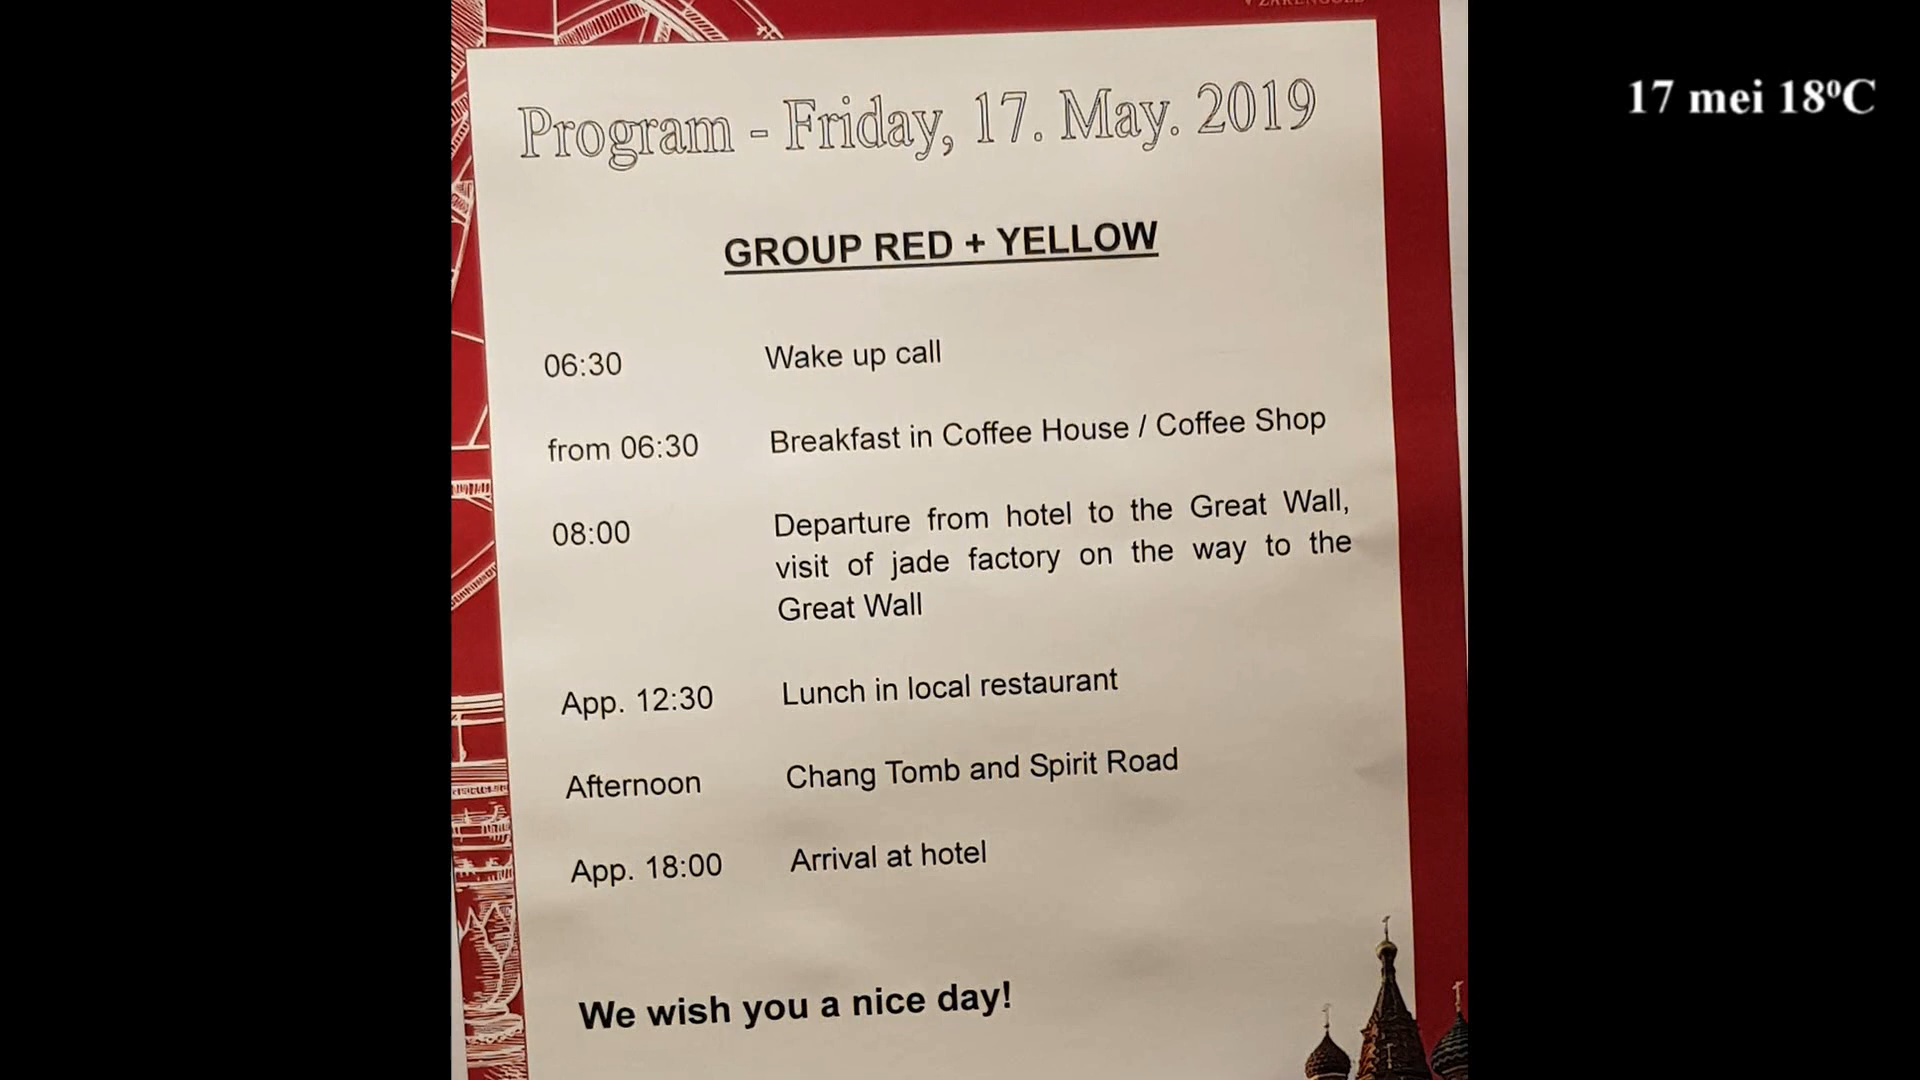 ZARENGOLD
17 mei 18ºC
Program - Friday, 17. May. 2019
GROUP RED + YELLOW
06:30 Wake up call
from 06:30 Breakfast in Coffee House / Coffee Shop
08:00 Departure from hotel to the Great Wall,
visit of jade factory on the way to the
Great Wall
App. 12:30 Lunch in local restaurant
Afternoon Chang Tomb and Spirit Road
App. 18:00 Arrival at hotel
We wish you a nice day!